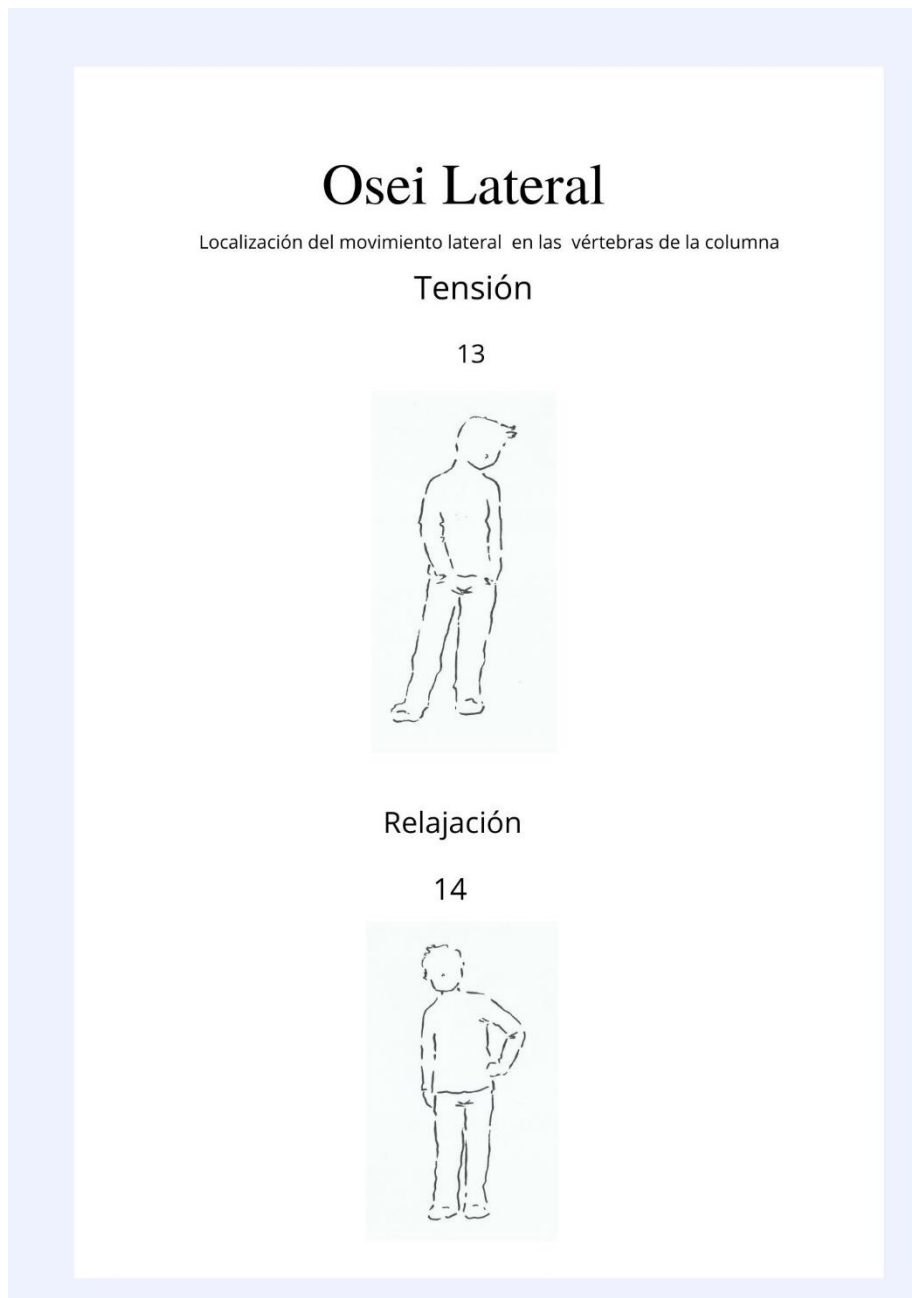 Osei Lateral
Localización del movimiento lateral en las vértebras de la columna
Tensión
13
Relajación
14